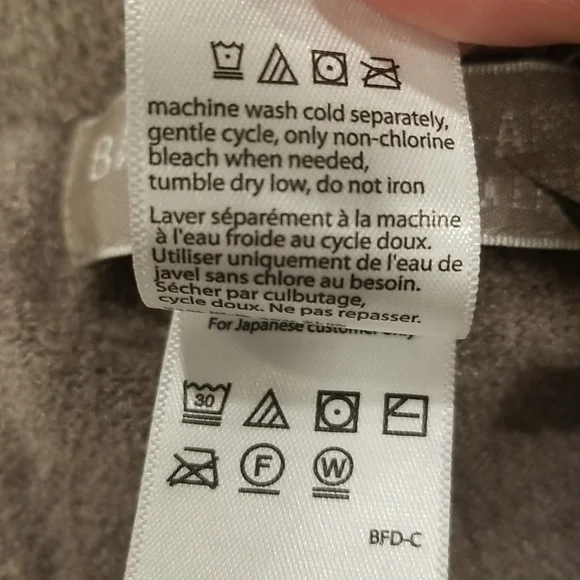 machine wash cold separately,
gentle cycle, only non-chlorine
bleach when needed,
tumble dry low, do not iron
Laver séparément à la machine
à l'eau froide au cycle doux.
Utiliser uniquement de l'eau de
javel sans chlore au besoin.
Sécher par culbutage,
cycle doux. Ne pas repasser.
For Japanese customer only
30
F
W
BFD-C